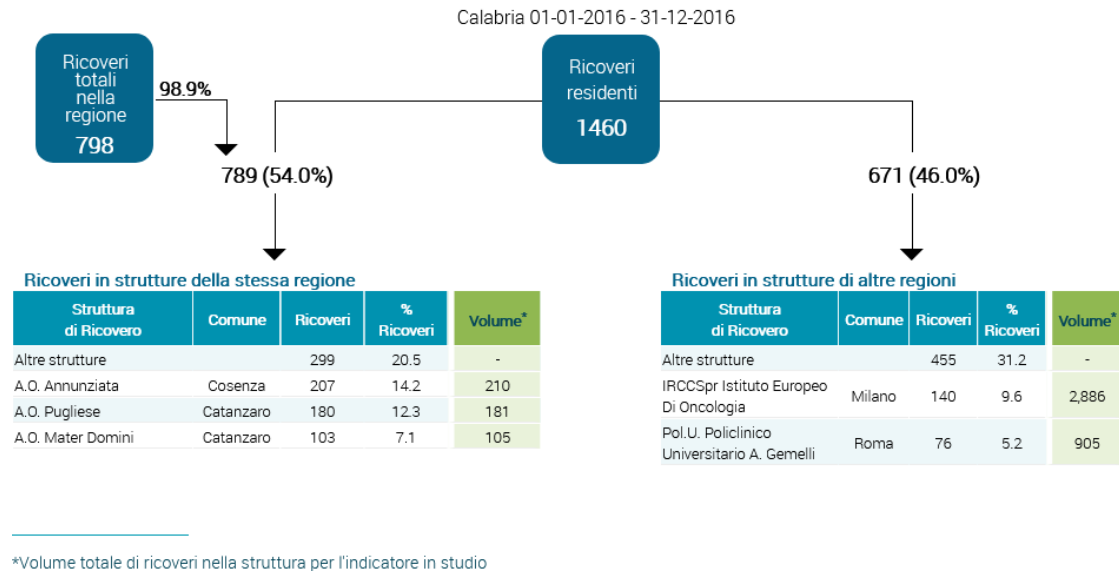 Calabria 01-01-2016 - 31-12-2016
Ricoveri
totali
nella
regione
798
98.9%
Ricoveri
residenti
1460
789 (54.0%)
671 (46.0%)
Ricoveri in strutture della stessa regione
Struttura di Ricovero Comune Ricoveri % Ricoveri Volume*
Altre strutture 299 20.5 -
A.O. Annunziata Cosenza 207 14.2 210
A.O. Pugliese Catanzaro 180 12.3 181
A.O. Mater Domini Catanzaro 103 7.1 105
Ricoveri in strutture di altre regioni
Struttura di Ricovero Comune Ricoveri % Ricoveri Volume*
Altre strutture 455 31.2 -
IRCCSpr Istituto Europeo Di Oncologia Milano 140 9.6 2,886
Pol.U. Policlinico Universitario A. Gemelli Roma 76 5.2 905
*Volume totale di ricoveri nella struttura per l'indicatore in studio